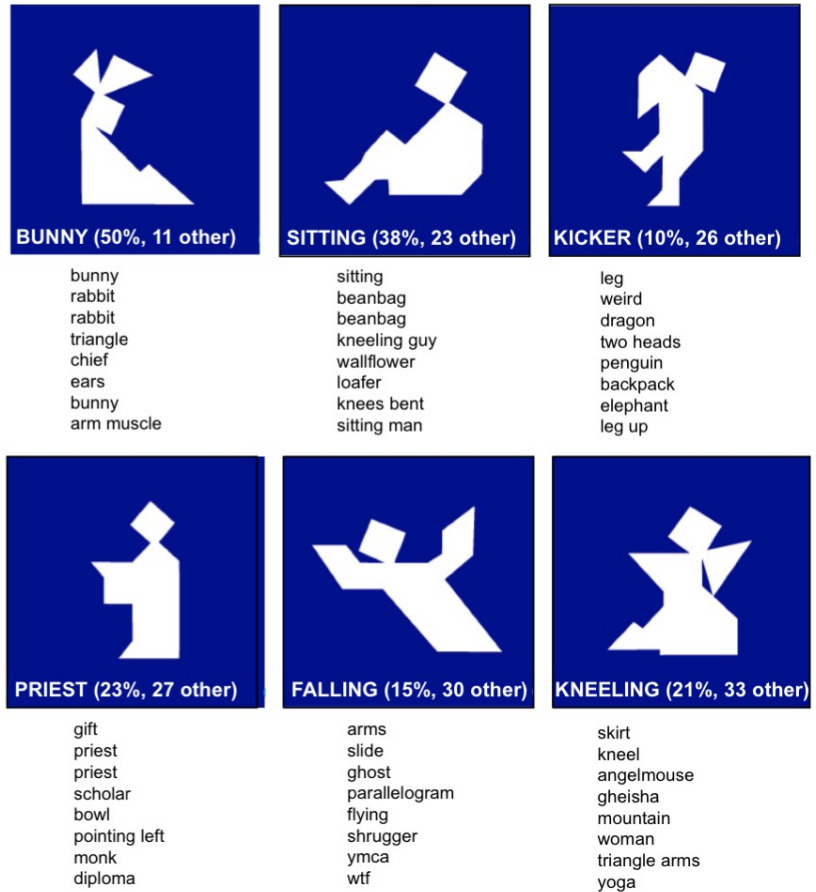 BUNNY (50%, 11 other)
bunny
rabbit
rabbit
triangle
chief
ears
bunny
arm muscle
SITTING (38%, 23 other)
sitting
beanbag
beanbag
kneeling guy
wallflower
loafer
knees bent
sitting man
KICKER (10%, 26 other)
leg
weird
dragon
two heads
penguin
backpack
elephant
leg up
PRIEST (23%, 27 other)
gift
priest
priest
scholar
bowl
pointing left
monk
diploma
FALLING (15%, 30 other)
arms
slide
ghost
parallelogram
flying
shrugger
ymca
wtf
KNEELING (21%, 33 other)
skirt
kneel
angelmouse
gheisha
mountain
woman
triangle arms
yoga